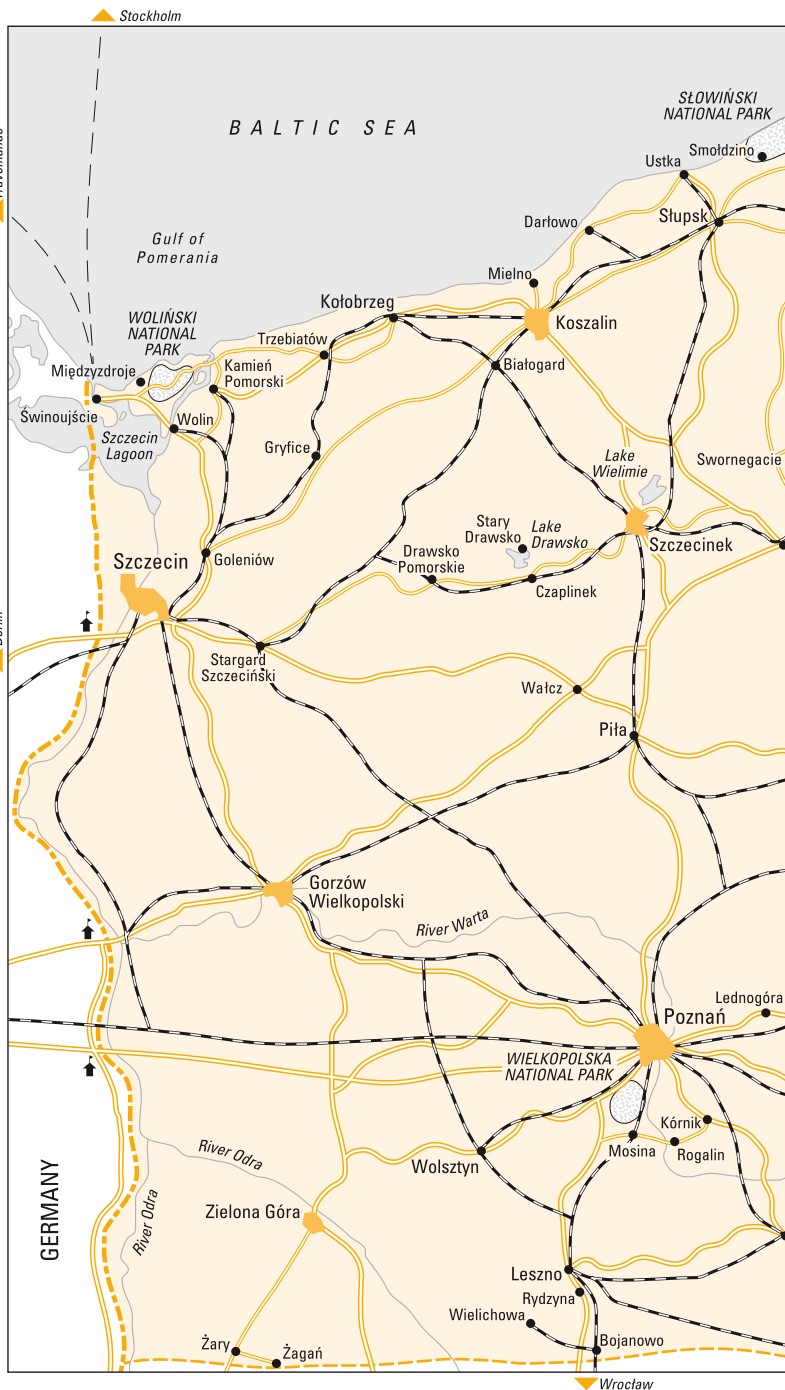 Stockholm
SŁOWIŃSKI
NATIONAL PARK
BALTIC SEA
Smołdzino
Ustka
Słupsk
Darłowo
Gulf of
Pomerania
Mielno
Kołobrzeg
WOLIŃSKI
NATIONAL
PARK
Koszalin
Trzebiatów
Międzyzdroje
Kamień
Pomorski
Białogard
Świnoujście
Wolin
Szczecin
Lagoon
Gryfice
Lake
Wielimie
Swornegacie
Stary
Drawsko
Lake
Drawsko
Szczecinek
Szczecin
Goleniów
Drawsko
Pomorskie
Czaplinek
Berlin
Stargard
Szczeciński
Wałcz
Piła
Gorzów
Wielkopolski
River Warta
Lednogóra
Poznań
WIELKOPOLSKA
NATIONAL PARK
Kórnik
Mosina
Rogalin
River Odra
Wolsztyn
GERMANY
River Odra
Zielona Góra
Leszno
Rydzyna
Wielichowa
Bojanowo
Żary
Żagań
Wrocław